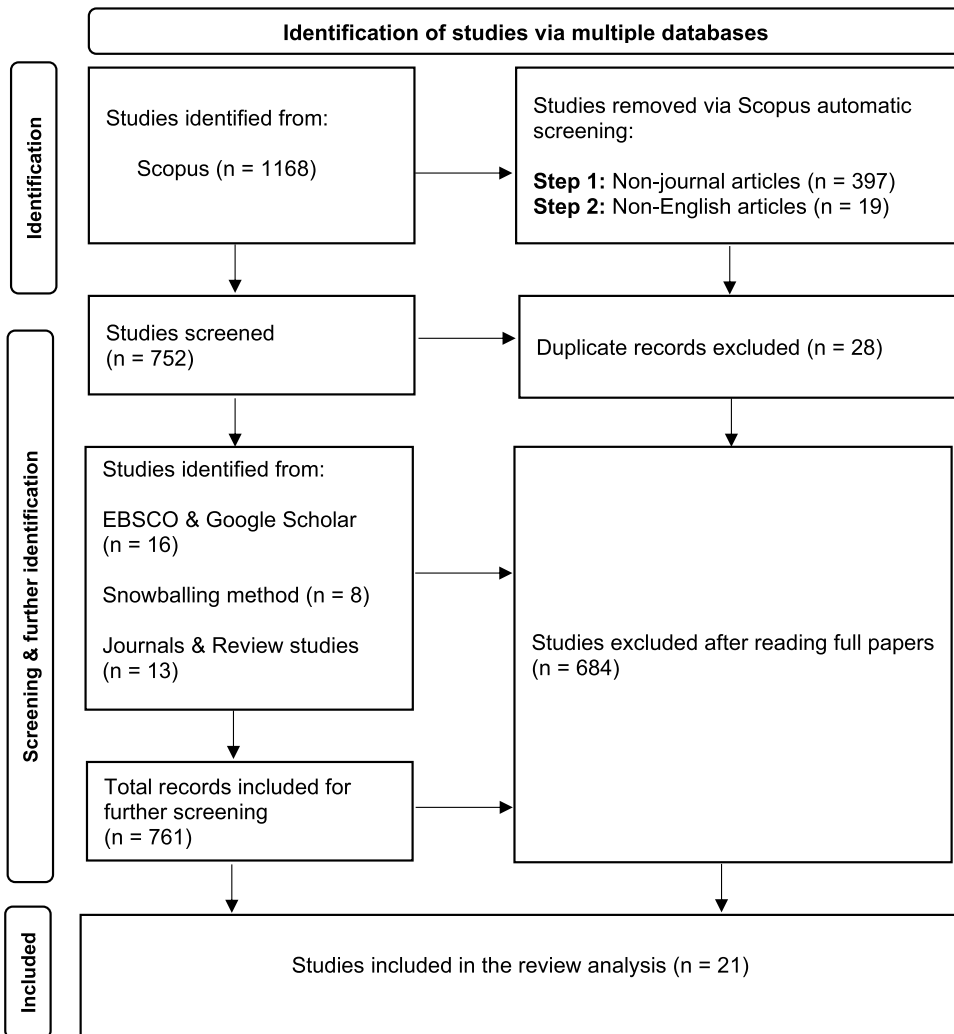 Identification of studies via multiple databases
Identification
Studies identified from:
Scopus (n = 1168)
Studies removed via Scopus automatic
screening:
Step 1: Non-journal articles (n = 397)
Step 2: Non-English articles (n = 19)
Screening & further identification
Studies screened
(n = 752)
Duplicate records excluded (n = 28)
Studies identified from:
EBSCO & Google Scholar
(n = 16)
Snowballing method (n = 8)
Journals & Review studies
(n = 13)
Studies excluded after reading full papers
(n = 684)
Total records included for
further screening
(n = 761)
Included
Studies included in the review analysis (n = 21)